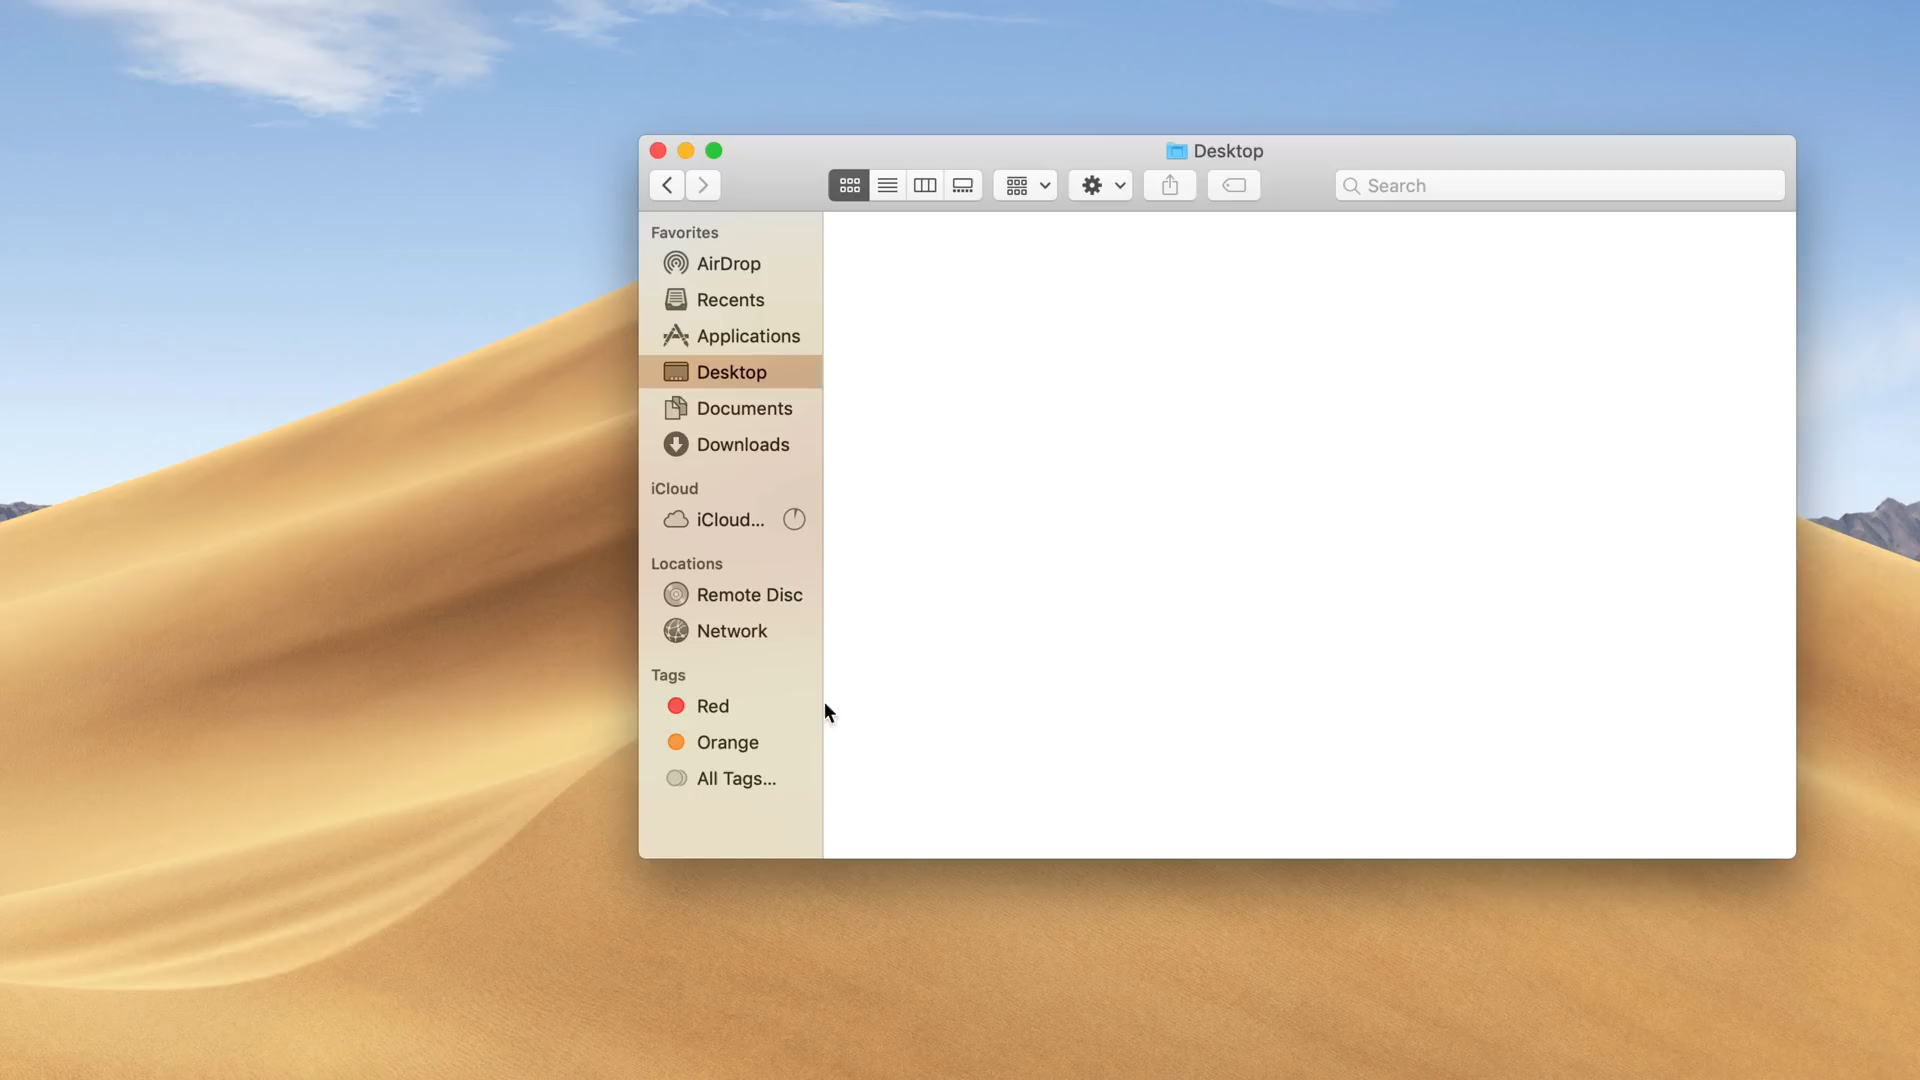 Desktop
Search
Favorites
AirDrop
Recents
Applications
Desktop
Documents
Downloads
iCloud
iCloud...
Locations
Remote Disc
Network
Tags
Red
Orange
All Tags...